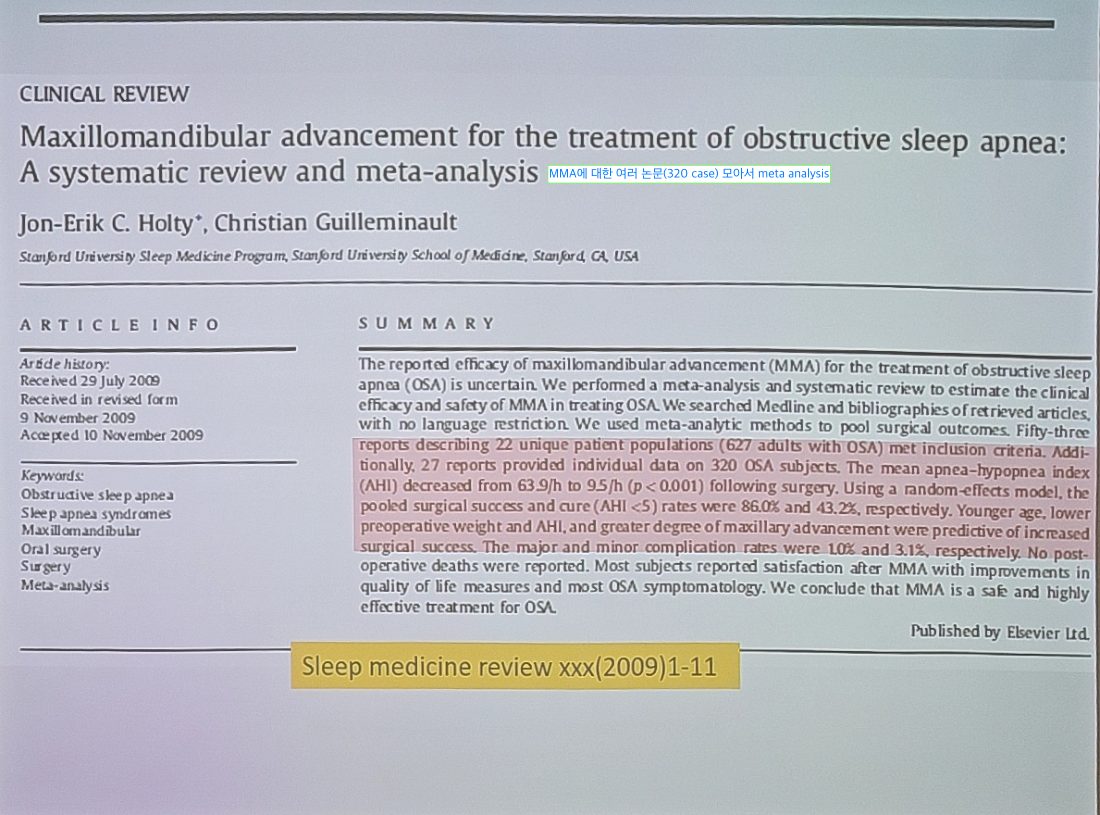 CLINICAL REVIEW
Maxillomandibular advancement for the treatment of obstructive sleep apnea:
A systematic review and meta-analysis
MMA에 대한 여러 논문(320 case) 모아서 meta analysis
Jon-Erik C. Holty*, Christian Guilleminault
Stanford University Sleep Medicine Program, Stanford University School of Medicine, Stanford, CA, USA
ARTICLE INFO
Article history:
Received 29 July 2009
Received in revised form
9 November 2009
Accepted 10 November 2009
Keywords:
Obstructive sleep apnea
Sleep apnea syndromes
Maxillomandibular
Oral surgery
Surgery
Meta-analysis
SUMMARY
The reported efficacy of maxillomandibular advancement (MMA) for the treatment of obstructive sleep
apnea (OSA) is uncertain. We performed a meta-analysis and systematic review to estimate the clinical
efficacy and safety of MMA in treating OSA. We searched Medline and bibliographies of retrieved articles,
with no language restriction. We used meta-analytic methods to pool surgical outcomes. Fifty-three
reports describing 22 unique patient populations (627 adults with OSA) met inclusion criteria. Addi-
tionally, 27 reports provided individual data on 320 OSA subjects. The mean apnea-hypopnea index
(AHI) decreased from 63.9/h to 9.5/h (p < 0.001) following surgery. Using a random-effects model, the
pooled surgical success and cure (AHI <5) rates were 86.0% and 43.2%, respectively. Younger age, lower
preoperative weight and AHI, and greater degree of maxillary advancement were predictive of increased
surgical success. The major and minor complication rates were 1.0% and 3.1%, respectively. No post-
operative deaths were reported. Most subjects reported satisfaction after MMA with improvements in
quality of life measures and most OSA symptomatology. We conclude that MMA is a safe and highly
effective treatment for OSA.
Published by Elsevier Ltd.
Sleep medicine review xxx(2009)1-11